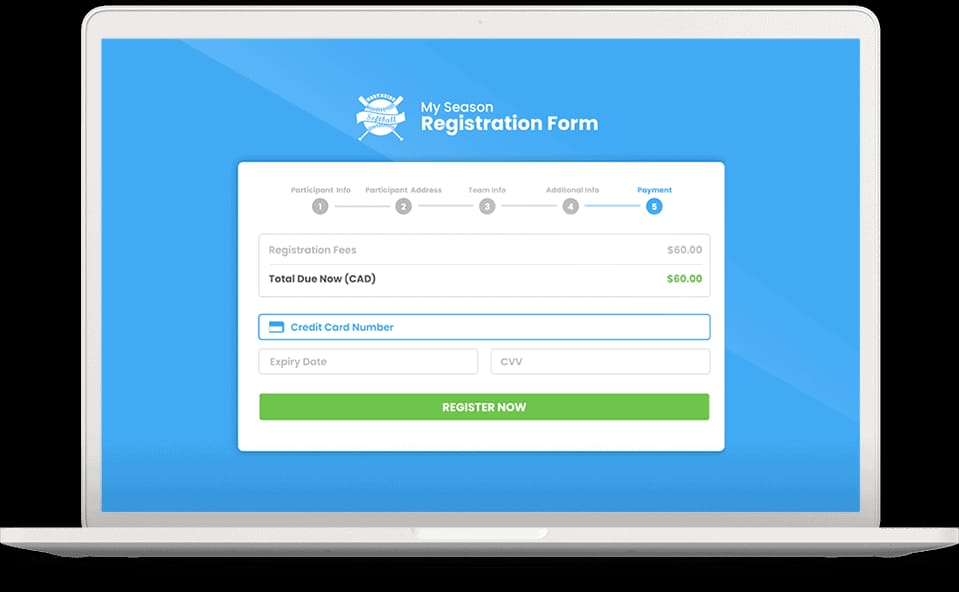 NORTHSIDE
Softball
My Season
Registration Form
Participant Info Participant Address Team Info Additonal Info Payment
1 2 3 4 5
Registration Fees $60.00
Total Due Now (CAD) $60.00
Credit Card Number
Expiry Date CVV
REGISTER NOW